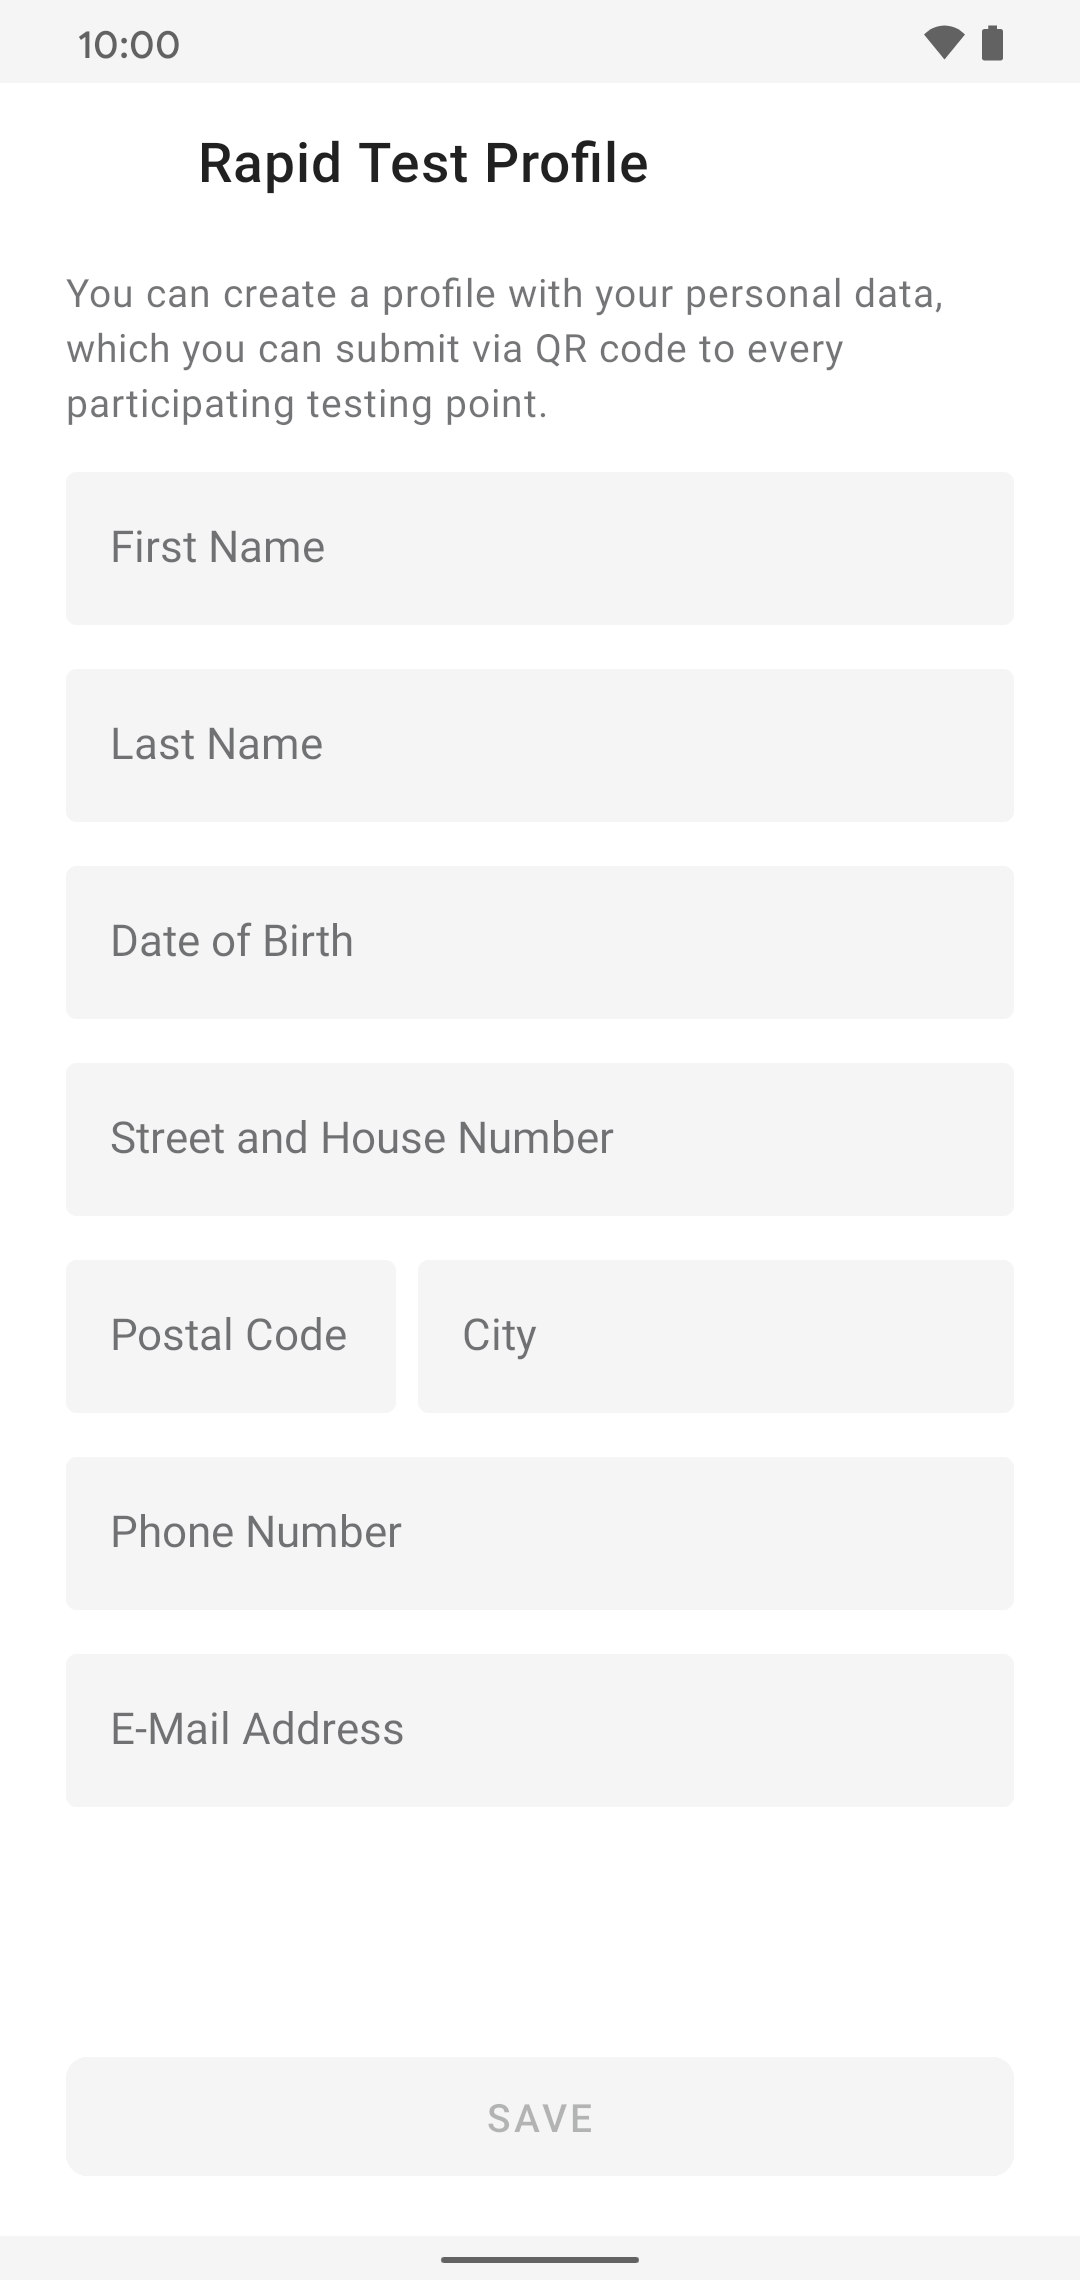 10:00
Rapid Test Profile
You can create a profile with your personal data,
which you can submit via QR code to every
participating testing point.
First Name
Last Name
Date of Birth
Street and House Number
Postal Code
City
Phone Number
E-Mail Address
SAVE